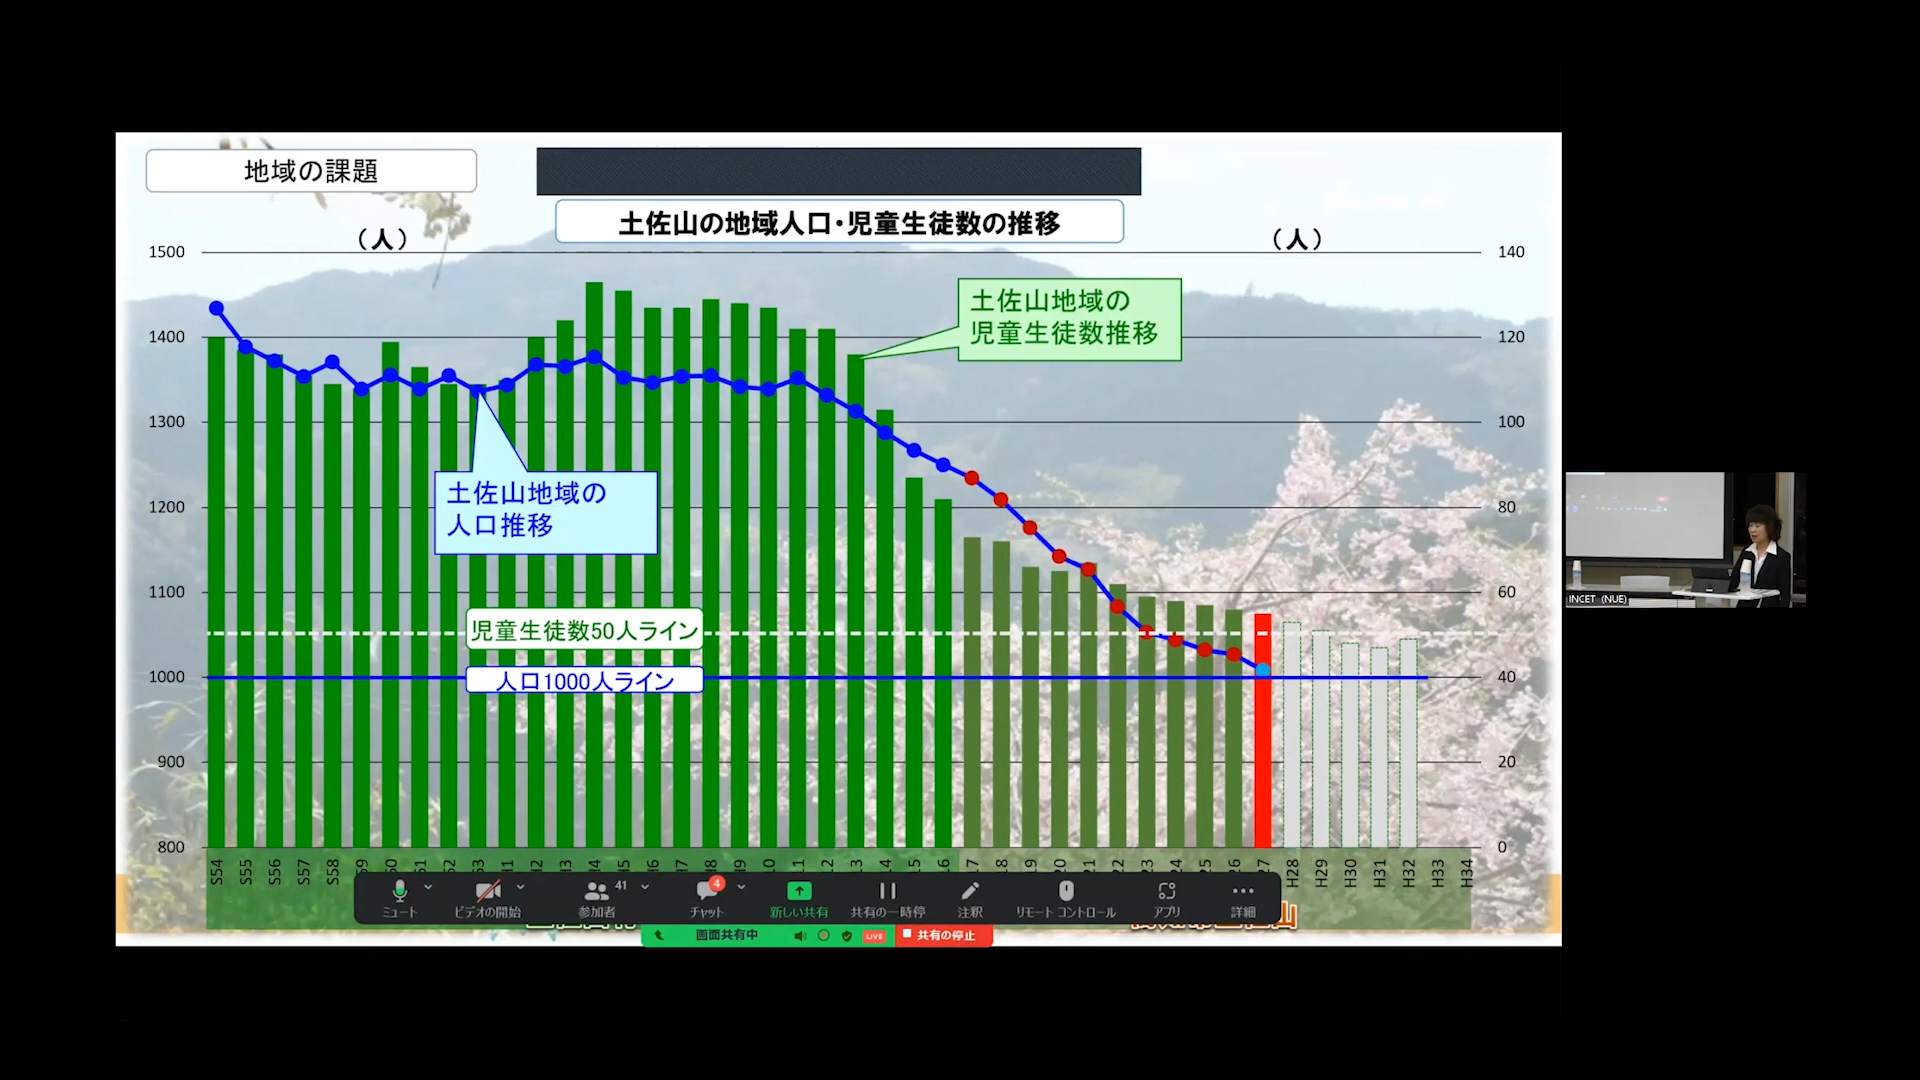 地域の課題
土佐山の地域人口・児童生徒数の推移
（人）
（人）
1500
1400
1300
1200
1100
1000
900
800
140
120
100
80
60
40
20
0
土佐山地域の
児童生徒数推移
土佐山地域の
人口推移
児童生徒数50人ライン
人口1000人ライン
S54
S55
S56
S57
S58
H28
H29
H30
H31
H32
H33
H34
ミュート
ビデオの開始
41
参加者
4
チャット
新しい共有
共有の一時停
注釈
リモート コントロール
アプリ
詳細
画面共有中
LIVE
共有の停止
INCET (NUE)